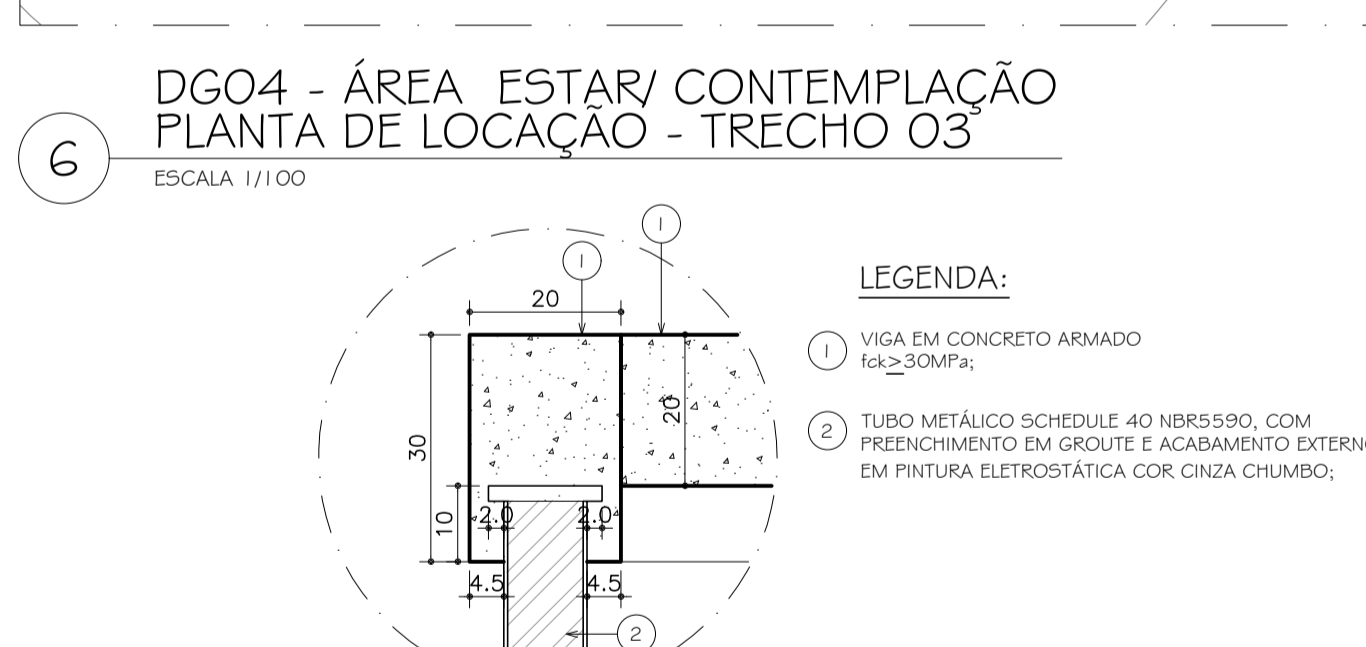 DG04 - ÁREA ESTAR/ CONTEMPLAÇÃO
PLANTA DE LOCAÇÃO - TRECHO 03
6
ESCALA 1/100
1
1
20
30
20
10
2.0
2.0
4.5
4.5
2
LEGENDA:
1
VIGA EM CONCRETO ARMADO
fck≥30MPa;
2
TUBO METÁLICO SCHEDULE 40 NBR5590, COM
PREENCHIMENTO EM GROUTE E ACABAMENTO EXTERNO
EM PINTURA ELETROSTÁTICA COR CINZA CHUMBO;